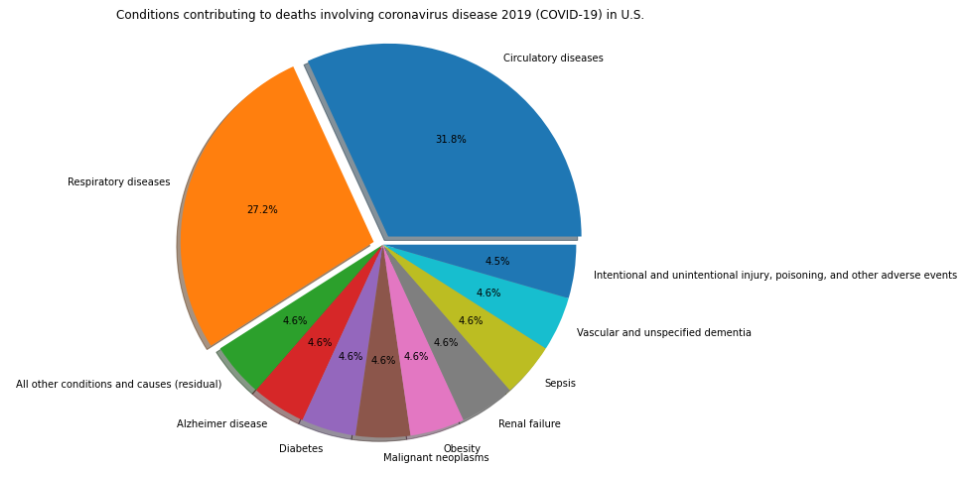 Conditions contributing to deaths involving coronavirus disease 2019 (COVID-19) in U.S.
Circulatory diseases
31.8%
Respiratory diseases
27.2%
4.5%
Intentional and unintentional injury, poisoning, and other adverse events
4.6%
Vascular and unspecified dementia
4.6%
Sepsis
4.6%
Renal failure
4.6%
Obesity
4.6%
Malignant neoplasms
4.6%
Diabetes
4.6%
Alzheimer disease
4.6%
All other conditions and causes (residual)